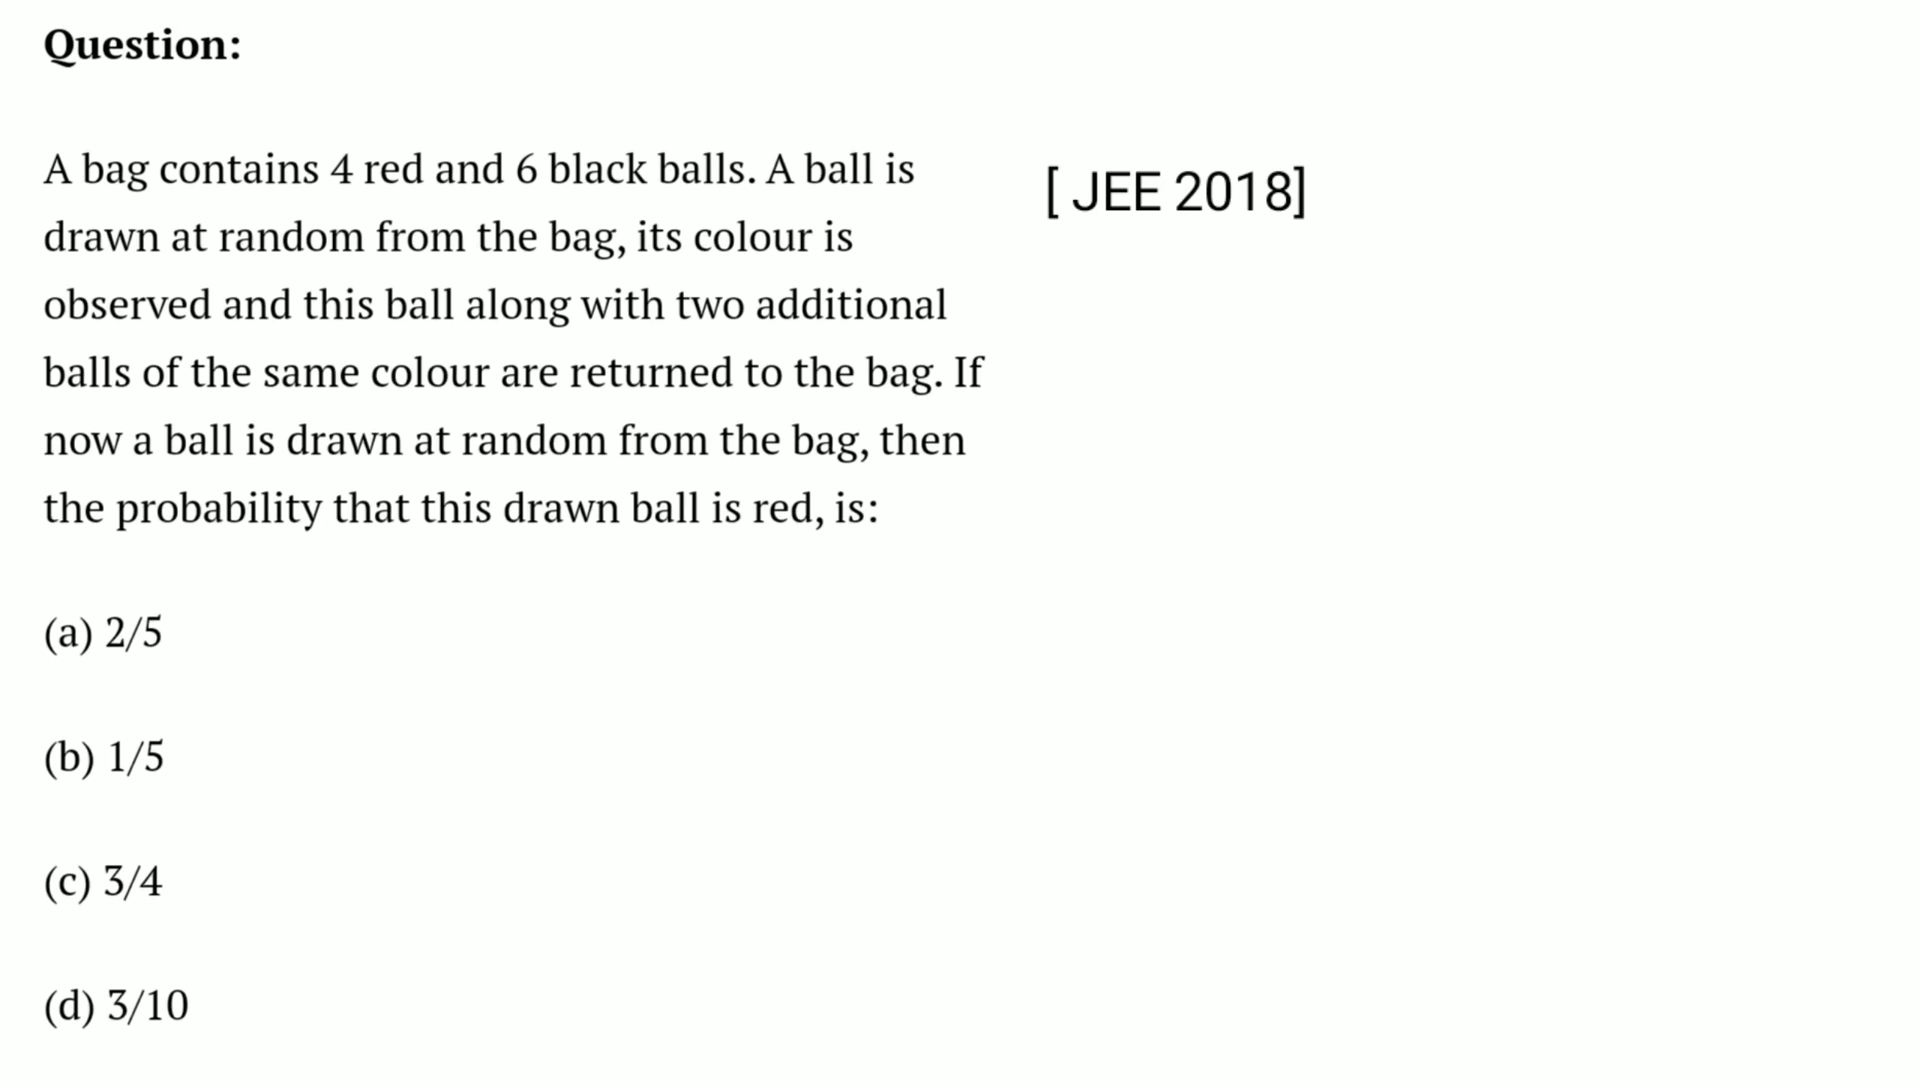 Question:
A bag contains 4 red and 6 black balls. A ball is
drawn at random from the bag, its colour is
observed and this ball along with two additional
balls of the same colour are returned to the bag. If
now a ball is drawn at random from the bag, then
the probability that this drawn ball is red, is:
[ JEE 2018]
(a) 2/5
(b) 1/5
(c) 3/4
(d) 3/10